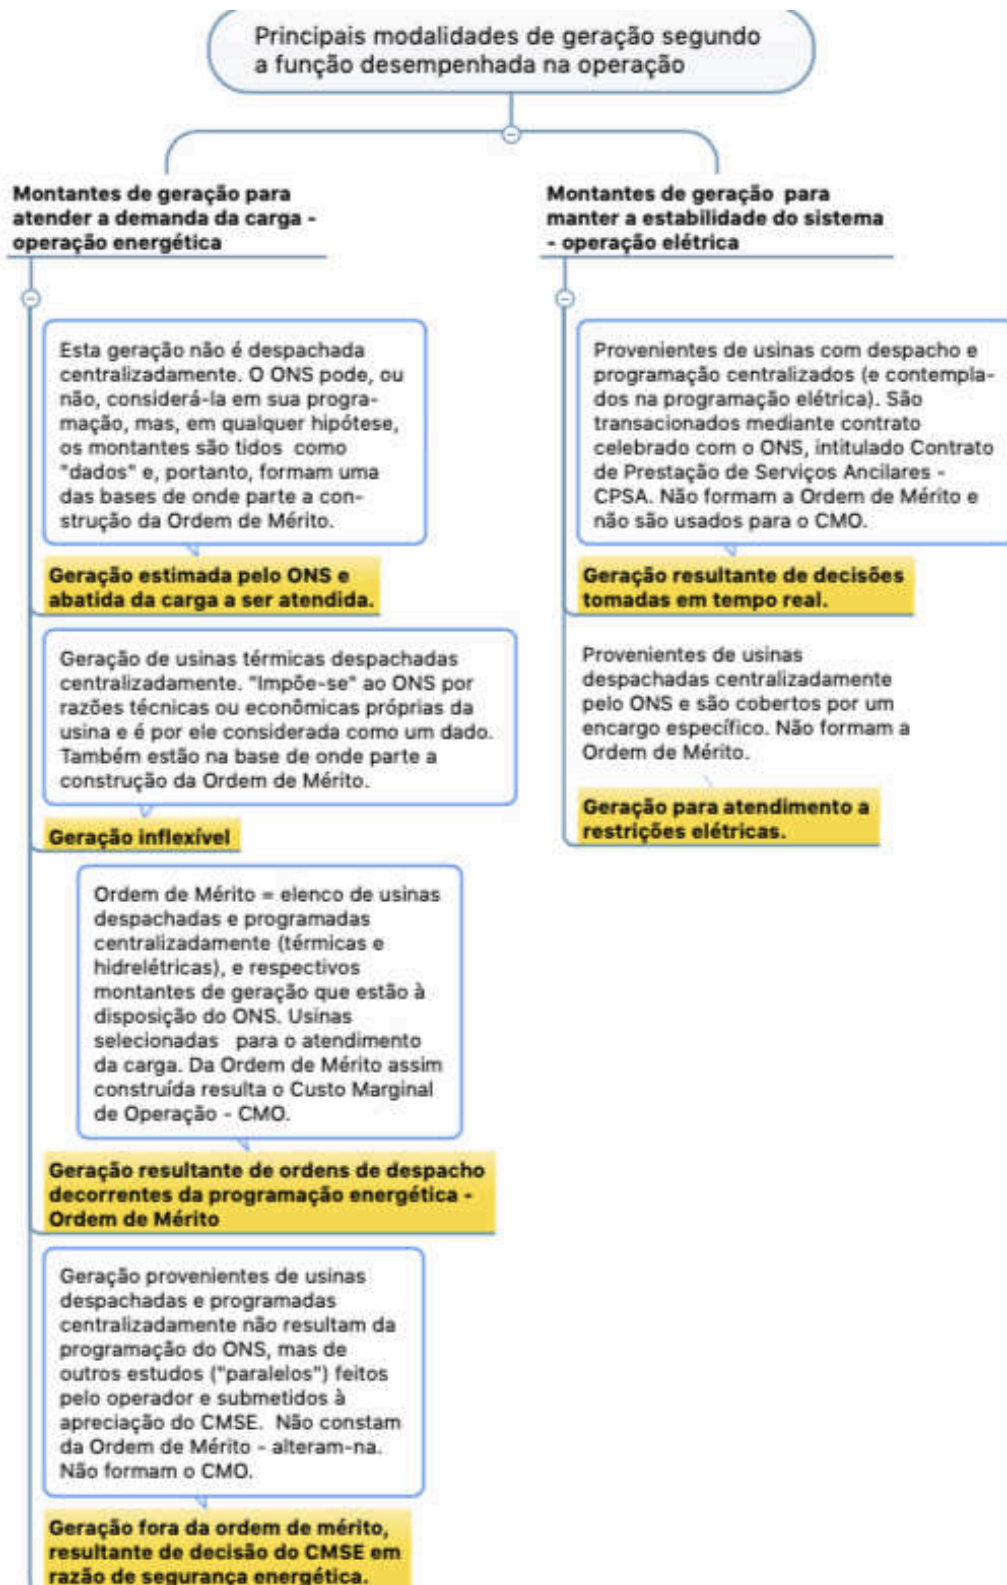 Principais modalidades de geração segundo
a função desempenhada na operação
Montantes de geração para
atender a demanda da carga -
operação energética
Esta geração não é despachada
centralizadamente. O ONS pode, ou
não, considerá-la em sua progra-
mação, mas, em qualquer hipótese,
os montantes são tidos como
"dados" e, portanto, formam uma
das bases de onde parte a con-
strução da Ordem de Mérito.
Geração estimada pelo ONS e
abatida da carga a ser atendida.
Geração de usinas térmicas despachadas
centralizadamente. "Impõe-se" ao ONS por
razões técnicas ou econômicas próprias da
usina e é por ele considerada como um dado.
Também estão na base de onde parte a
construção da Ordem de Mérito.
Geração inflexível
Ordem de Mérito = elenco de usinas
despachadas e programadas
centralizadamente (térmicas e
hidrelétricas), e respectivos
montantes de geração que estão à
disposição do ONS. Usinas
selecionadas para o atendimento
da carga. Da Ordem de Mérito assim
construída resulta o Custo Marginal
de Operação - CMO.
Geração resultante de ordens de despacho
decorrentes da programação energética -
Ordem de Mérito
Geração provenientes de usinas
despachadas e programadas
centralizadamente não resultam da
programação do ONS, mas de
outros estudos ("paralelos") feitos
pelo operador e submetidos à
apreciação do CMSE. Não constam
da Ordem de Mérito - alteram-na.
Não formam o CMO.
Geração fora da ordem de mérito,
resultante de decisão do CMSE em
razão de segurança energética.
Montantes de geração para
manter a estabilidade do sistema
- operação elétrica
Provenientes de usinas com despacho e
programação centralizados (e contempla-
dos na programação elétrica). São
transacionados mediante contrato
celebrado com o ONS, intitulado Contrato
de Prestação de Serviços Ancilares -
CPSA. Não formam a Ordem de Mérito e
não são usados para o CMO.
Geração resultante de decisões
tomadas em tempo real.
Provenientes de usinas
despachadas centralizadamente
pelo ONS e são cobertos por um
encargo específico. Não formam a
Ordem de Mérito.
Geração para atendimento a
restrições elétricas.